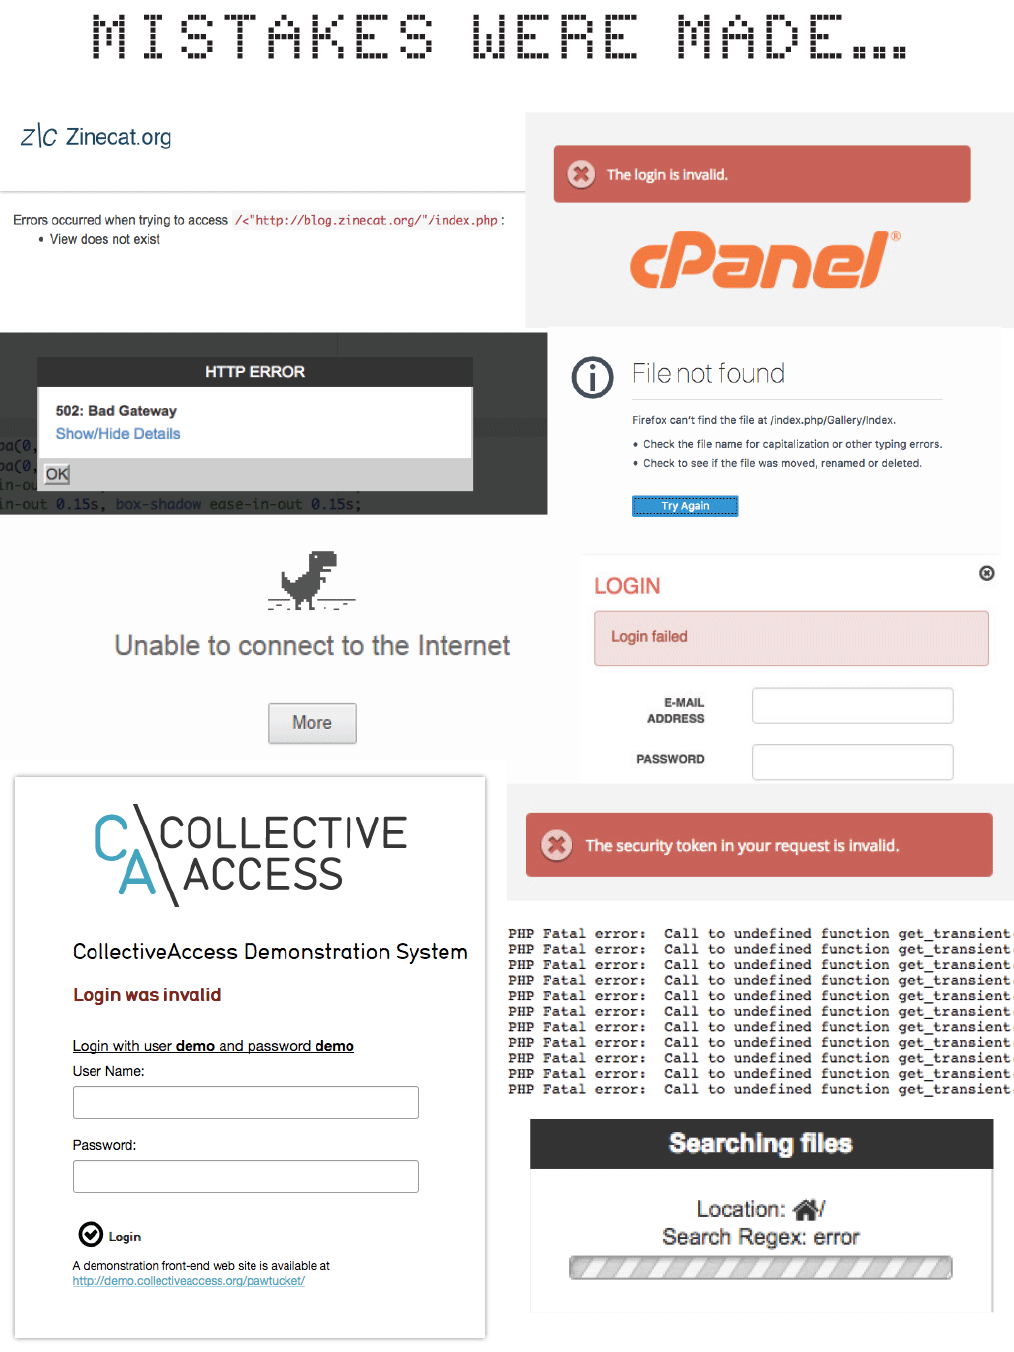 MISTAKES WERE MADE...
z\c Zinecat.org
Errors occurred when trying to access /<"http://blog.zinecat.org/"/index.php :
• View does not exist
The login is invalid.
cPanel®
HTTP ERROR
502: Bad Gateway
Show/Hide Details
OK
ba(0,
ba(0,
in-ou
in-out 0.15s, box-shadow ease-in-out 0.15s;
File not found
Firefox can't find the file at /index.php/Gallery/Index.
• Check the file name for capitalization or other typing errors.
• Check to see if the file was moved, renamed or deleted.
Try Again
Unable to connect to the Internet
More
LOGIN
Login failed
E-MAIL
ADDRESS
PASSWORD
CA\COLLECTIVE
ACCESS
CollectiveAccess Demonstration System
Login was invalid
Login with user demo and password demo
User Name:
Password:
Login
A demonstration front-end web site is available at
http://demo.collectiveaccess.org/pawtucket/
The security token in your request is invalid.
PHP Fatal error:  Call to undefined function get_transient
PHP Fatal error:  Call to undefined function get_transient
PHP Fatal error:  Call to undefined function get_transient
PHP Fatal error:  Call to undefined function get_transient
PHP Fatal error:  Call to undefined function get_transient
PHP Fatal error:  Call to undefined function get_transient
PHP Fatal error:  Call to undefined function get_transient
PHP Fatal error:  Call to undefined function get_transient
PHP Fatal error:  Call to undefined function get_transient
PHP Fatal error:  Call to undefined function get_transient
PHP Fatal error:  Call to undefined function get_transient
Searching files
Location: /
Search Regex: error